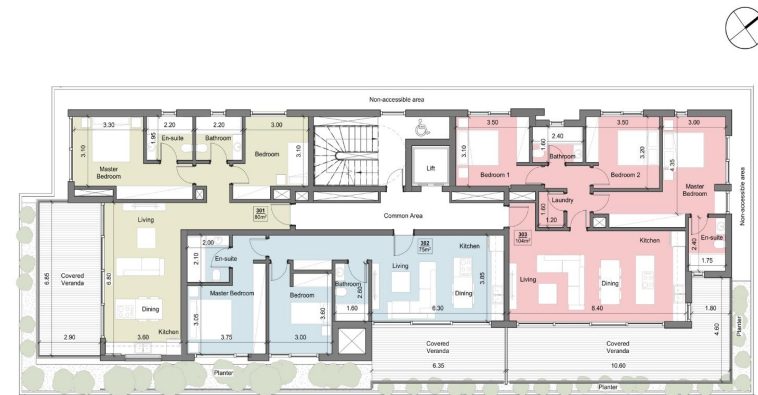 Non-accessible area
3.30
2.20
2.20
3.00
1.95
En-suite
Bathroom
3.10
Master
Bedroom
Bedroom
3.10
Lift
3.50
3.10
Bedroom 1
1.60
2.40
Bathroom
3.50
3.20
Bedroom 2
3.00
4.35
Master
Bedroom
Non-accessible area
Laundry
1.60
1.20
En-suite
2.40
1.75
301
80m²
Common Area
302
75m²
303
104m²
Living
6.80
Dining
Kitchen
3.60
6.85
Covered
Veranda
2.90
2.00
2.10
En-suite
Master Bedroom
3.05
3.75
Bedroom
3.60
3.00
Bathroom
2.60
1.60
Living
Kitchen
3.85
Dining
6.30
Living
Kitchen
Dining
8.40
1.80
4.60
Covered
Veranda
6.35
Covered
Veranda
10.60
Planter
Planter
Planter